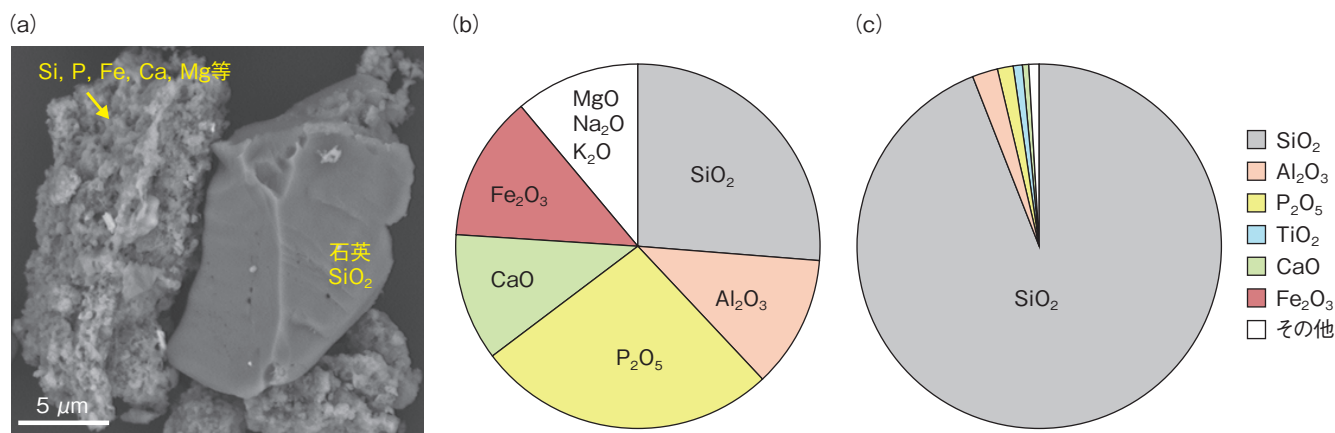 (a)
Si, P, Fe, Ca, Mg等
石英
SiO₂
5 µm
(b)
MgO
Na₂O
K₂O
SiO₂
Fe₂O₃
CaO
Al₂O₃
P₂O₅
(c)
SiO₂
SiO₂
Al₂O₃
P₂O₅
TiO₂
CaO
Fe₂O₃
その他